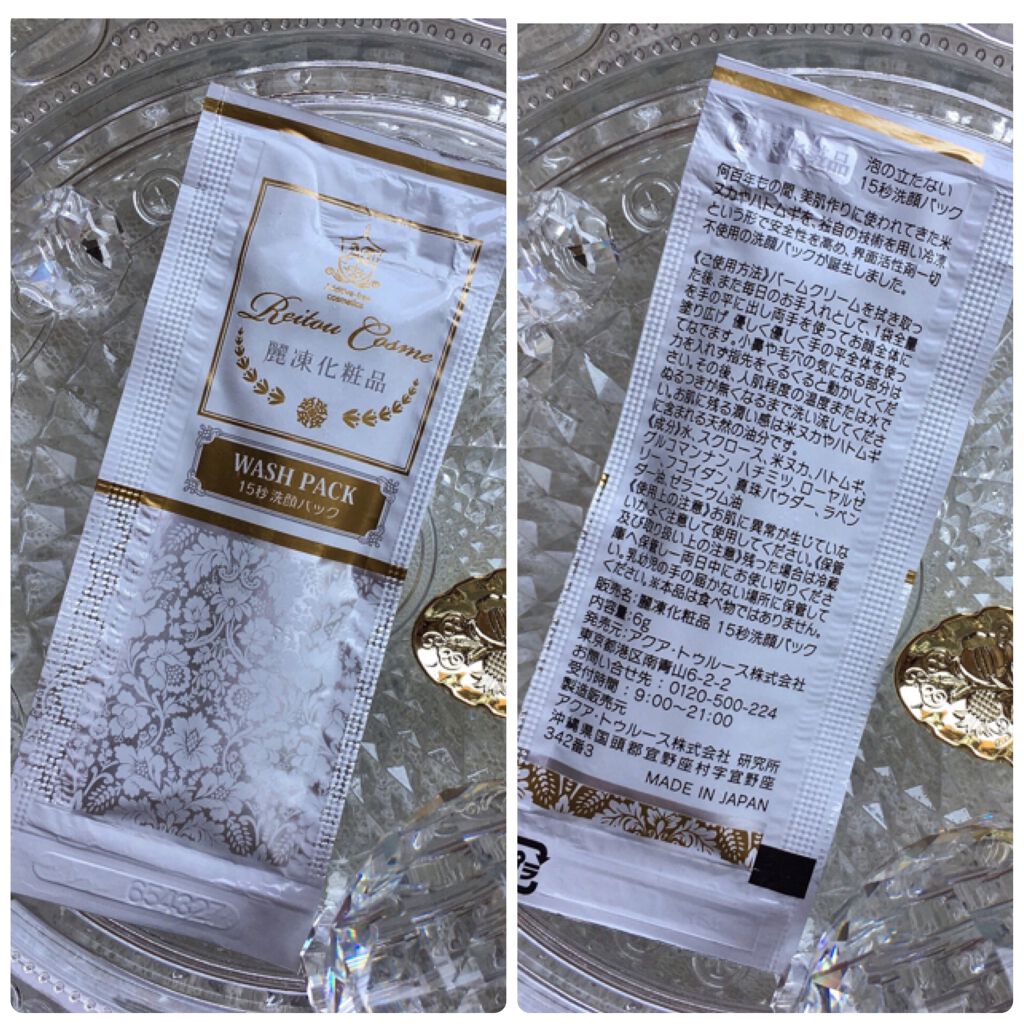 cosmetics
Reitou Cosme
麗凍化粧品
WASH PACK
15秒洗顔パック
654322
泡の立たない
15秒洗顔パック
何百年もの間、美肌作りに使われてきた米
ヌカやハトムギを、独自の技術を用い冷凍
という形で安全性を高め、界面活性剤一切
不使用の洗顔パックが誕生しました。
《ご使用方法》バームクリームを拭き取っ
た後、また毎日のお手入れとして、1袋全量
を手の平に出し両手を使ってお顔全体に
塗り広げ 優しく優しく手の平全体を使っ
てなでます。小鼻や毛穴の気になる部分は
力を入れず指先をくるくると動かしてくだ
さい。その後、人肌程度の温度または水で
ぬるつきが無くなるまで洗い流してくださ
い。お肌に残る潤い感は米ヌカやハトムギ
に含まれる天然の油分です。
《成分》水、スクロース、米ヌカ、ハトムギ、
グルコマンナン、ハチミツ、ローヤルゼ
リー、フコイダン、真珠パウダー、ラベン
ダー油、ゼラニウム油
《使用上の注意》お肌に異常が生じていな
いかよく注意して使用してください。《保管
及び取扱い上の注意》残った場合は冷蔵
庫へ保管し一両日中にお使い切りくださ
い。乳幼児の手の届かない場所に保管して
ください。※本品は食べ物ではありません。
販売名:麗凍化粧品 15秒洗顔パック
内容量:6g
発売元:アクア・トゥルース株式会社
東京都港区南青山6-2-2
お問い合せ先:0120-500-224
受付時間:9:00~21:00
製造販売元
アクア・トゥルース株式会社 研究所
沖縄県国頭郡宜野座村字宜野座
342番3
MADE IN JAPAN
プラ